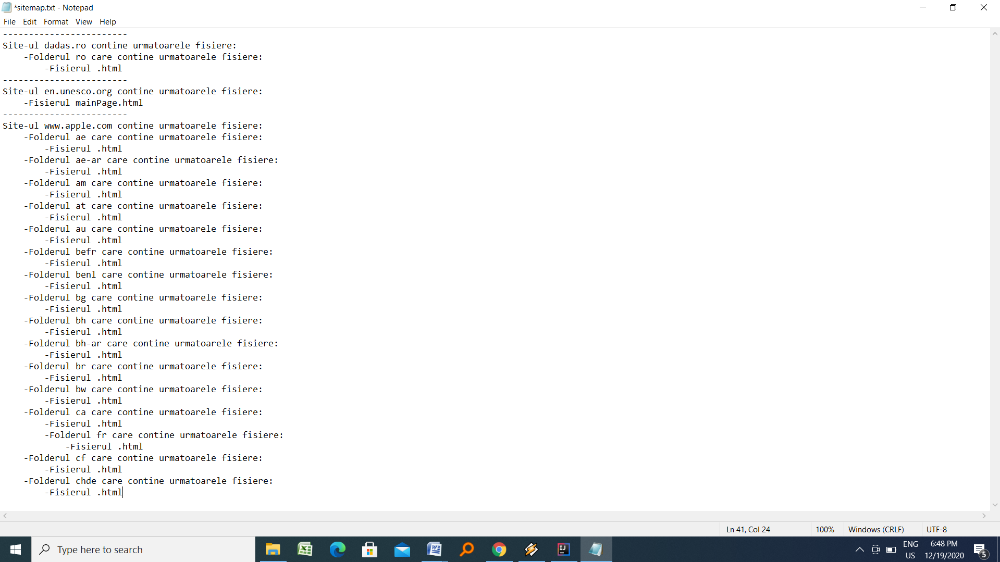 *sitemap.txt - Notepad
File Edit Format View Help
------------------------
Site-ul dadas.ro contine urmatoarele fisiere:
    -Folderul ro care contine urmatoarele fisiere:
        -Fisierul .html
------------------------
Site-ul en.unesco.org contine urmatoarele fisiere:
    -Fisierul mainPage.html
------------------------
Site-ul www.apple.com contine urmatoarele fisiere:
    -Folderul ae care contine urmatoarele fisiere:
        -Fisierul .html
    -Folderul ae-ar care contine urmatoarele fisiere:
        -Fisierul .html
    -Folderul am care contine urmatoarele fisiere:
        -Fisierul .html
    -Folderul at care contine urmatoarele fisiere:
        -Fisierul .html
    -Folderul au care contine urmatoarele fisiere:
        -Fisierul .html
    -Folderul befr care contine urmatoarele fisiere:
        -Fisierul .html
    -Folderul benl care contine urmatoarele fisiere:
        -Fisierul .html
    -Folderul bg care contine urmatoarele fisiere:
        -Fisierul .html
    -Folderul bh care contine urmatoarele fisiere:
        -Fisierul .html
    -Folderul bh-ar care contine urmatoarele fisiere:
        -Fisierul .html
    -Folderul br care contine urmatoarele fisiere:
        -Fisierul .html
    -Folderul bw care contine urmatoarele fisiere:
        -Fisierul .html
    -Folderul ca care contine urmatoarele fisiere:
        -Fisierul .html
        -Folderul fr care contine urmatoarele fisiere:
            -Fisierul .html
    -Folderul cf care contine urmatoarele fisiere:
        -Fisierul .html
    -Folderul chde care contine urmatoarele fisiere:
        -Fisierul .html
Ln 41, Col 24 100% Windows (CRLF) UTF-8
Type here to search
IJ
ENG
US
6:48 PM
12/19/2020
5